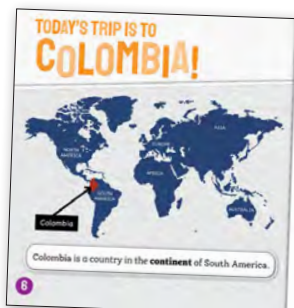 TODAY'S TRIP IS TO
COLOMBIA!
NORTH
AMERICA
EUROPE
ASIA
AFRICA
SOUTH
AMERICA
AUSTRALIA
Colombia
Colombia is a country in the continent of South America.
6